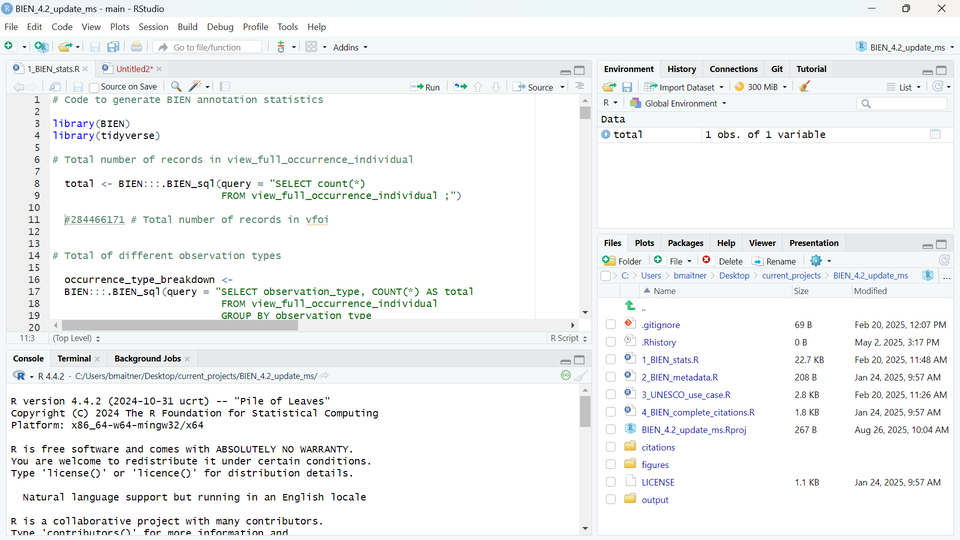 BIEN_4.2_update_ms - main - RStudio
File Edit Code View Plots Session Build Debug Profile Tools Help
Go to file/function Addins BIEN_4.2_update_ms
1_BIEN_stats.R Untitled2*
Source on Save Run Source
1 # Code to generate BIEN annotation statistics
2
3 library(BIEN)
4 library(tidyverse)
5
6 # Total number of records in view_full_occurrence_individual
7
8 total <- BIEN:::.BIEN_sql(query = "SELECT count(*)
9 FROM view_full_occurrence_individual ;")
10
11 #284466171 # Total number of records in vfoi
12
13
14 # Total of different observation types
15
16 occurrence_type_breakdown <-
17 BIEN:::.BIEN_sql(query = "SELECT observation_type, COUNT(*) AS total
18 FROM view_full_occurrence_individual
19 GROUP BY observation_type
20
11:3 (Top Level) R Script
Console Terminal Background Jobs
R 4.4.2 · C:/Users/bmaitner/Desktop/current_projects/BIEN_4.2_update_ms/
R version 4.4.2 (2024-10-31 ucrt) -- "Pile of Leaves"
Copyright (C) 2024 The R Foundation for Statistical Computing
Platform: x86_64-w64-mingw32/x64
R is free software and comes with ABSOLUTELY NO WARRANTY.
You are welcome to redistribute it under certain conditions.
Type 'license()' or 'licence()' for distribution details.
Natural language support but running in an English locale
R is a collaborative project with many contributors.
Type 'contributors()' for more information and
Environment History Connections Git Tutorial
Import Dataset 300 MiB List
R Global Environment
Data
total 1 obs. of 1 variable
Files Plots Packages Help Viewer Presentation
Folder File Delete Rename
C: Users bmaitner Desktop current_projects BIEN_4.2_update_ms ...
Name Size Modified
..
.gitignore 69 B Feb 20, 2025, 12:07 PM
.Rhistory 0 B May 2, 2025, 3:17 PM
1_BIEN_stats.R 22.7 KB Feb 20, 2025, 11:48 AM
2_BIEN_metadata.R 208 B Jan 24, 2025, 9:57 AM
3_UNESCO_use_case.R 2.8 KB Feb 20, 2025, 11:26 AM
4_BIEN_complete_citations.R 1.8 KB Jan 24, 2025, 9:57 AM
BIEN_4.2_update_ms.Rproj 267 B Aug 26, 2025, 10:04 AM
citations
figures
LICENSE 1.1 KB Jan 24, 2025, 9:57 AM
output